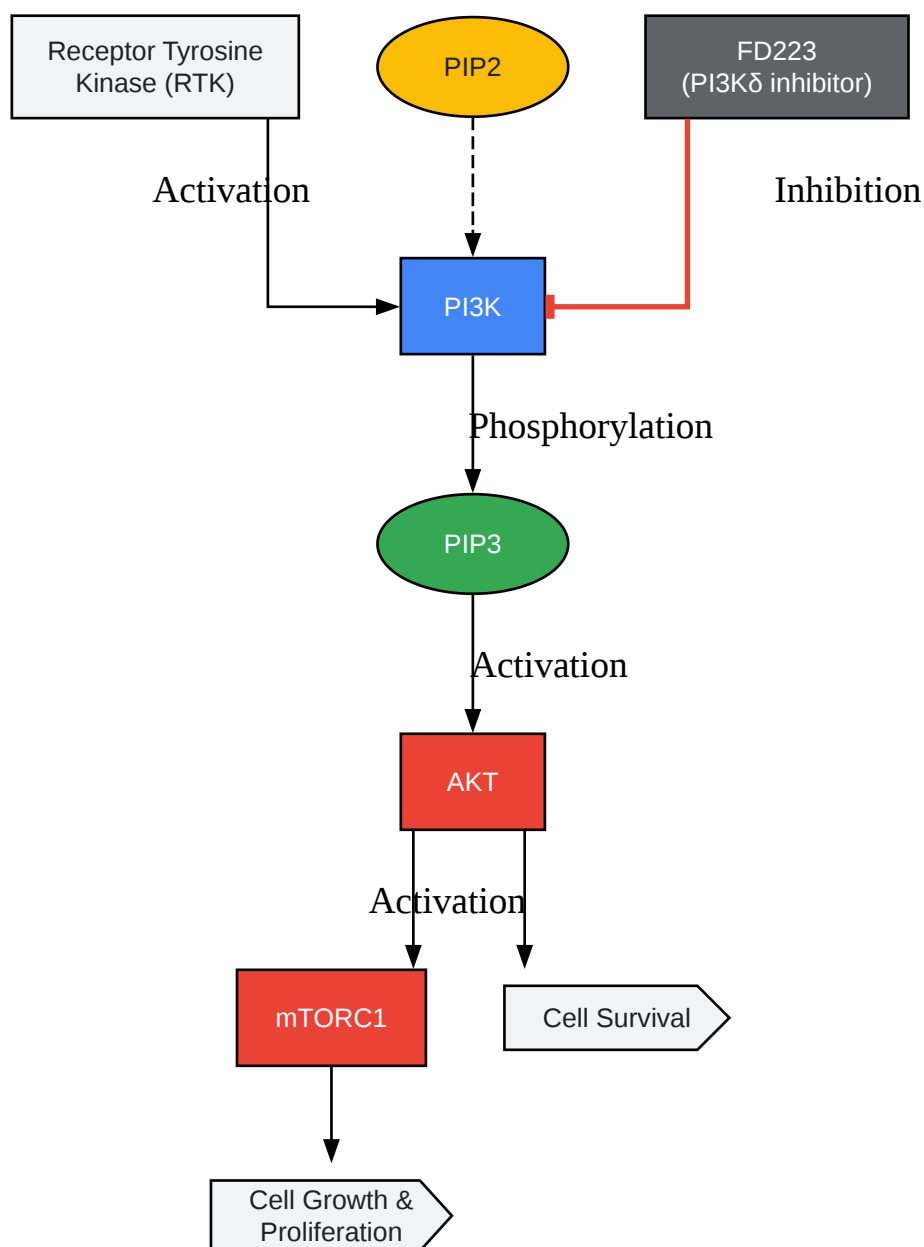 Receptor Tyrosine
Kinase (RTK)
PIP2
FD223
(PI3Kδ inhibitor)
Activation
Inhibition
PI3K
Phosphorylation
PIP3
Activation
AKT
Activation
mTORC1
Cell Survival
Cell Growth &
Proliferation